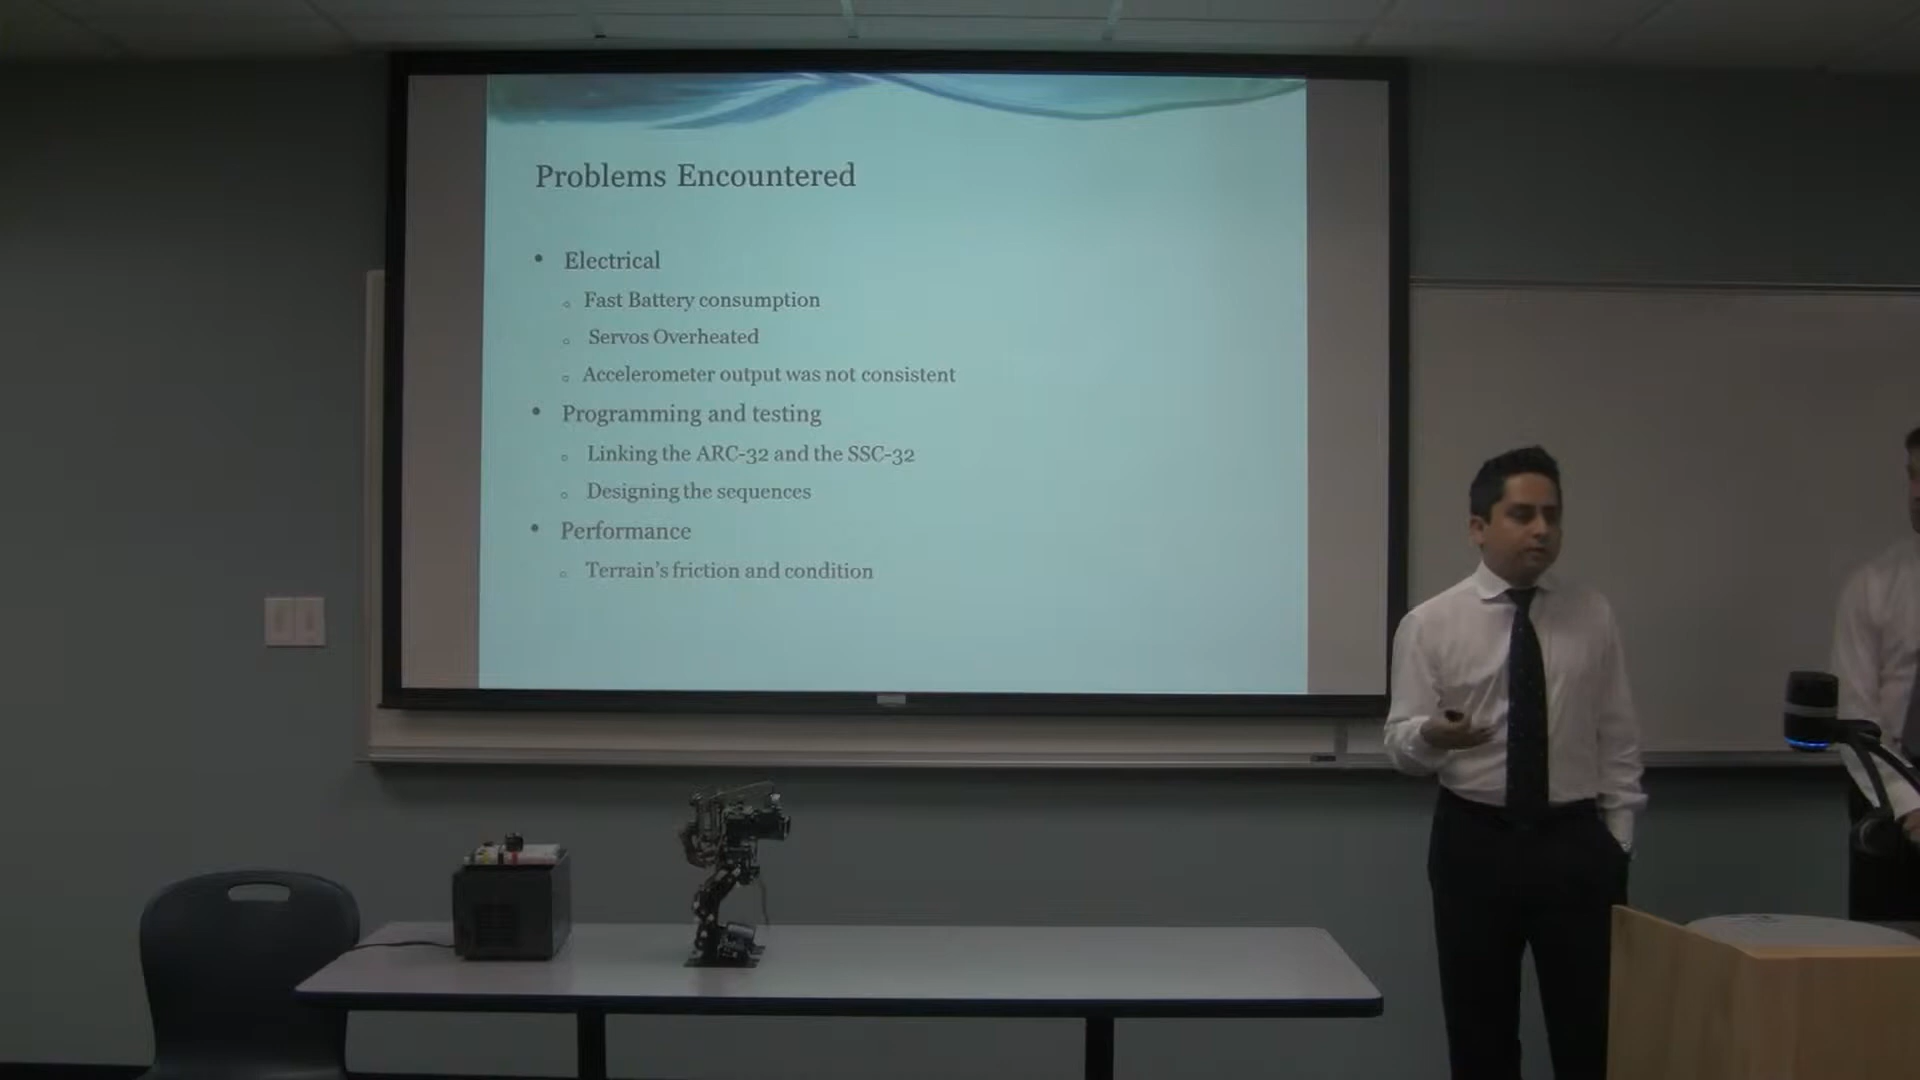 Problems Encountered
• Electrical
o Fast Battery consumption
o Servos Overheated
o Accelerometer output was not consistent
• Programming and testing
o Linking the ARC-32 and the SSC-32
o Designing the sequences
• Performance
o Terrain's friction and condition